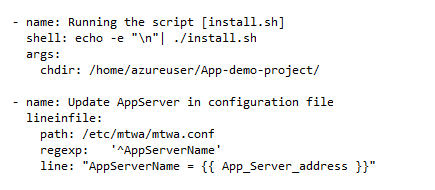 - name: Running the script [install.sh]
  shell: echo -e "\n"| ./install.sh
  args:
    chdir: /home/azureuser/App-demo-project/

- name: Update AppServer in configuration file
  lineinfile:
    path: /etc/mtwa/mtwa.conf
    regexp:   '^AppServerName'
    line: "AppServerName = {{ App_Server_address }}"